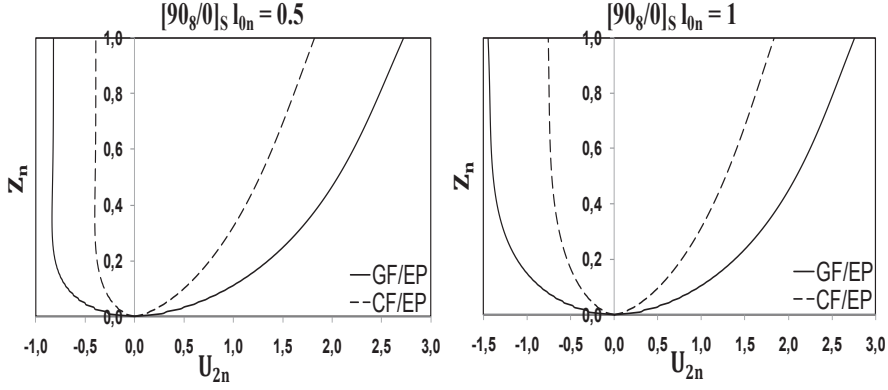 [90₈/0]S l₀ₙ = 0.5
1,0
0,8
0,6
0,4
0,2
0,0
Zₙ
GF/EP
CF/EP
-1,0 -0,5 0,0 0,5 1,0 1,5 2,0 2,5 3,0
U₂ₙ
[90₈/0]S l₀ₙ = 1
1,0
0,8
0,6
0,4
0,2
0,0
Zₙ
GF/EP
CF/EP
-1,5 -1,0 -0,5 0,0 0,5 1,0 1,5 2,0 2,5 3,0
U₂ₙ